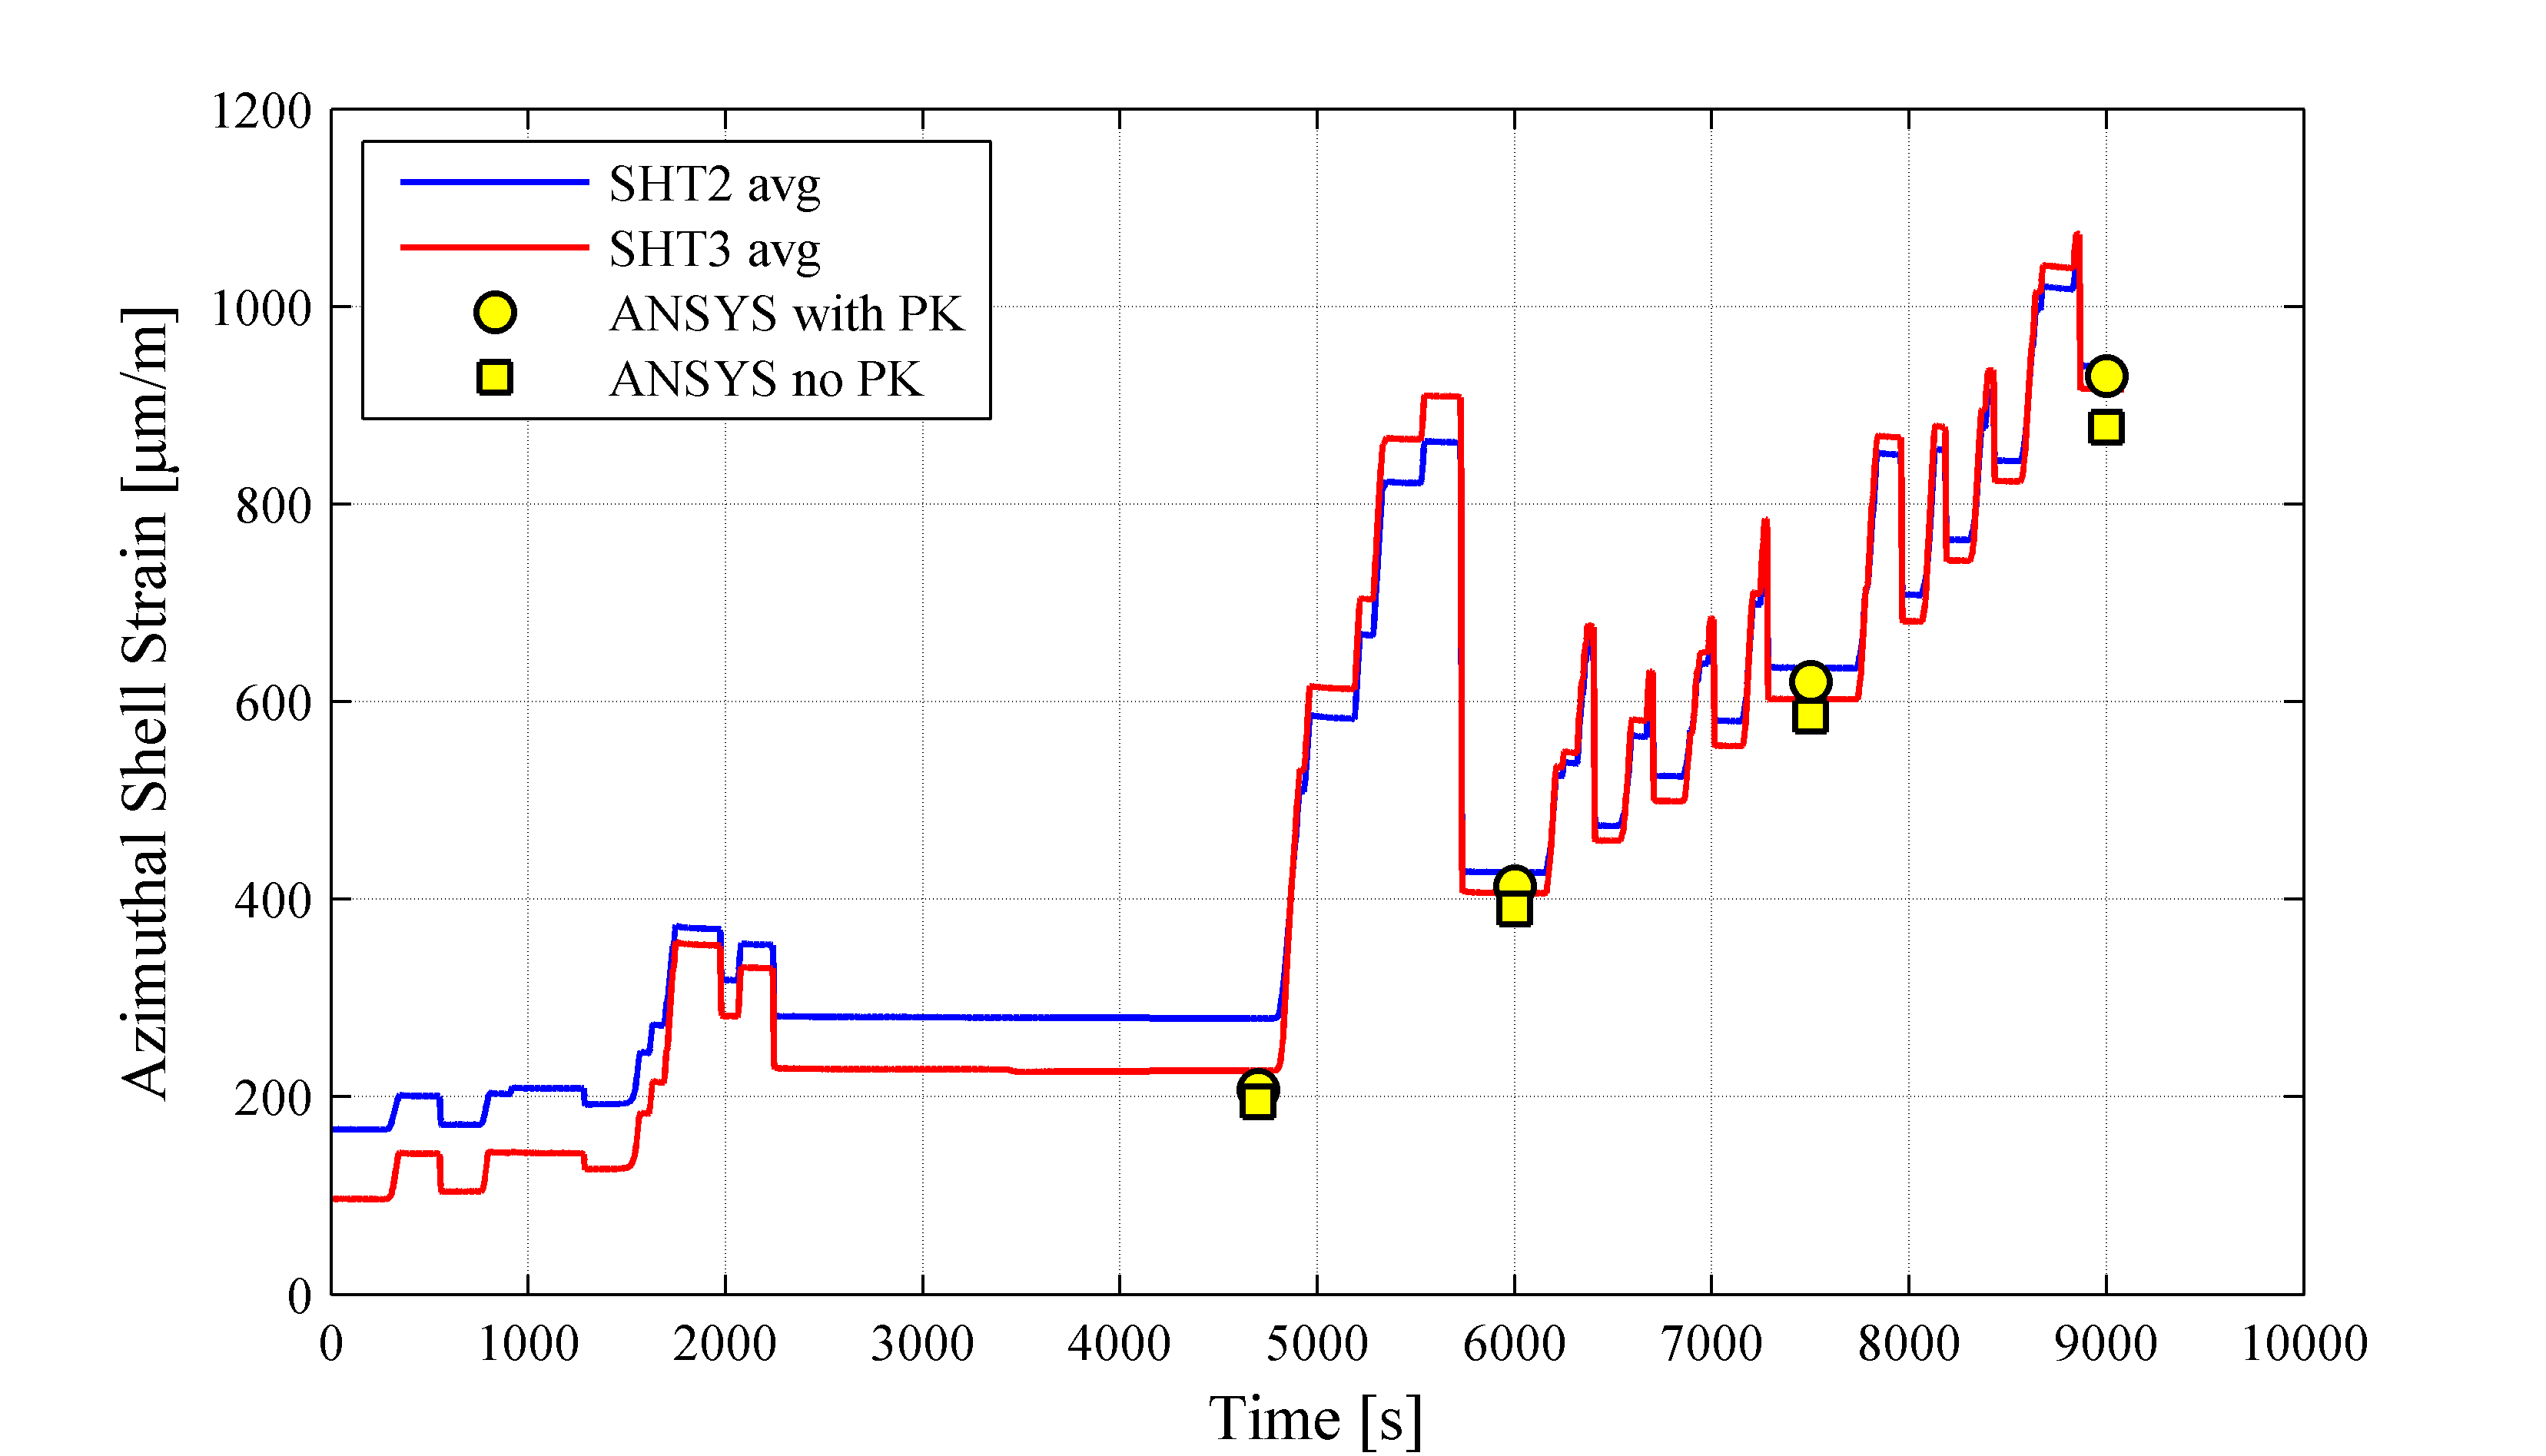 1200
1000
800
600
400
200
0
Azimuthal Shell Strain [µm/m]
SHT2 avg
SHT3 avg
ANSYS with PK
ANSYS no PK
0 1000 2000 3000 4000 5000 6000 7000 8000 9000 10000
Time [s]